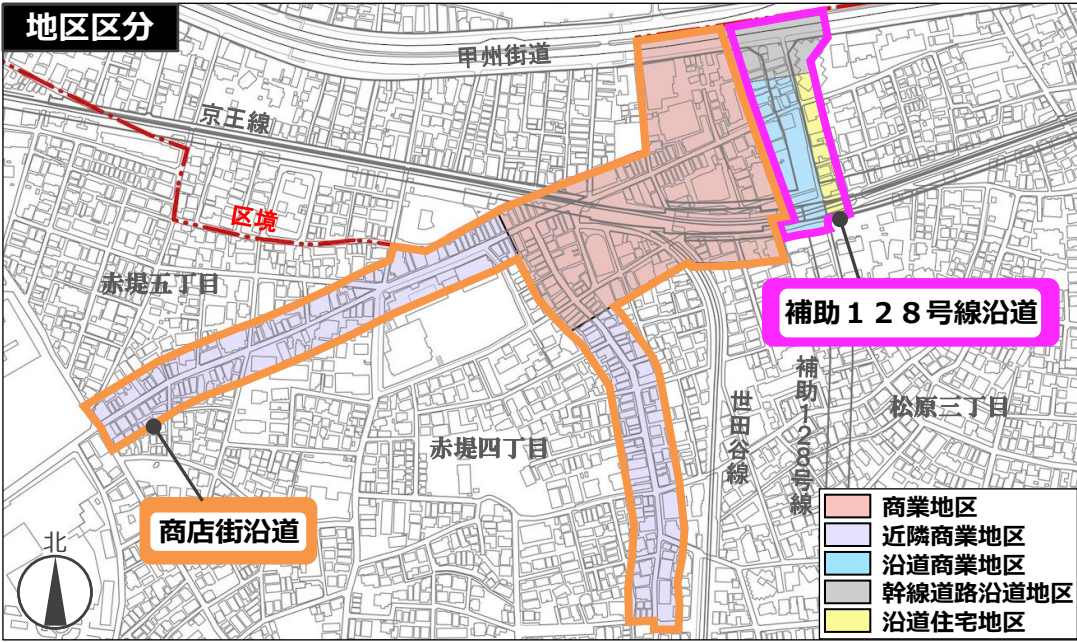 地区区分
甲州街道
京王線
区境
赤堤五丁目
補助１２８号線沿道
補助128号線
世田谷線
松原三丁目
赤堤四丁目
商店街沿道
北
商業地区
近隣商業地区
沿道商業地区
幹線道路沿道地区
沿道住宅地区